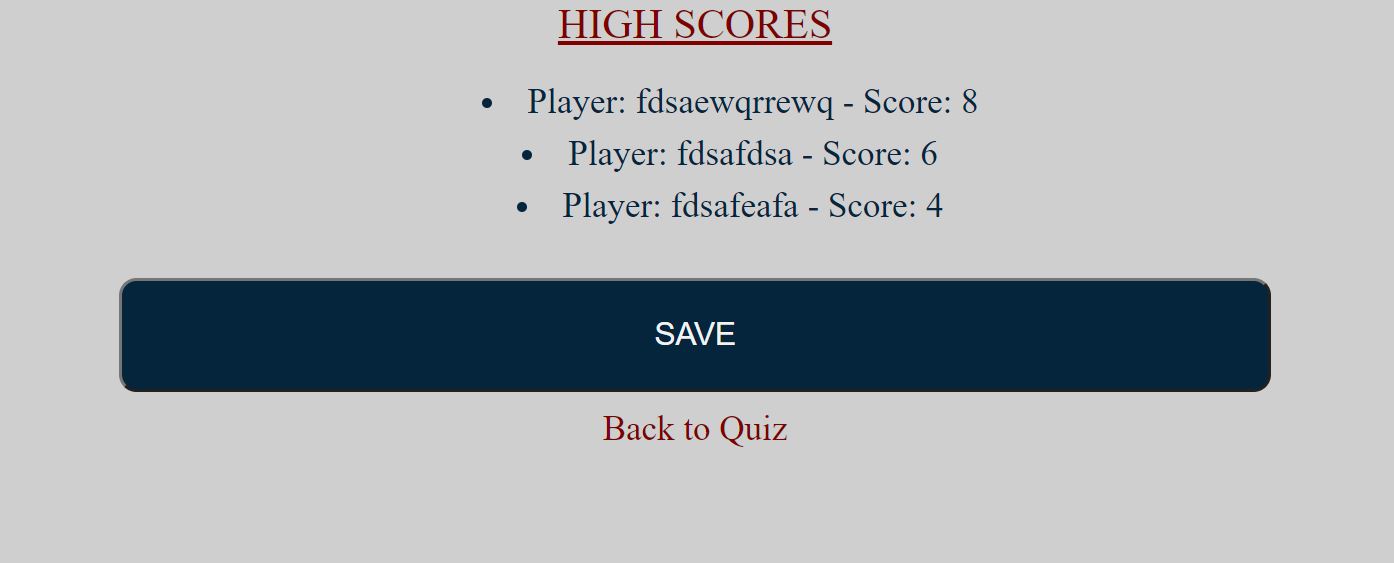 HIGH SCORES
• Player: fdsaewqrrewq - Score: 8
• Player: fdsafdsa - Score: 6
• Player: fdsafeafa - Score: 4
SAVE
Back to Quiz